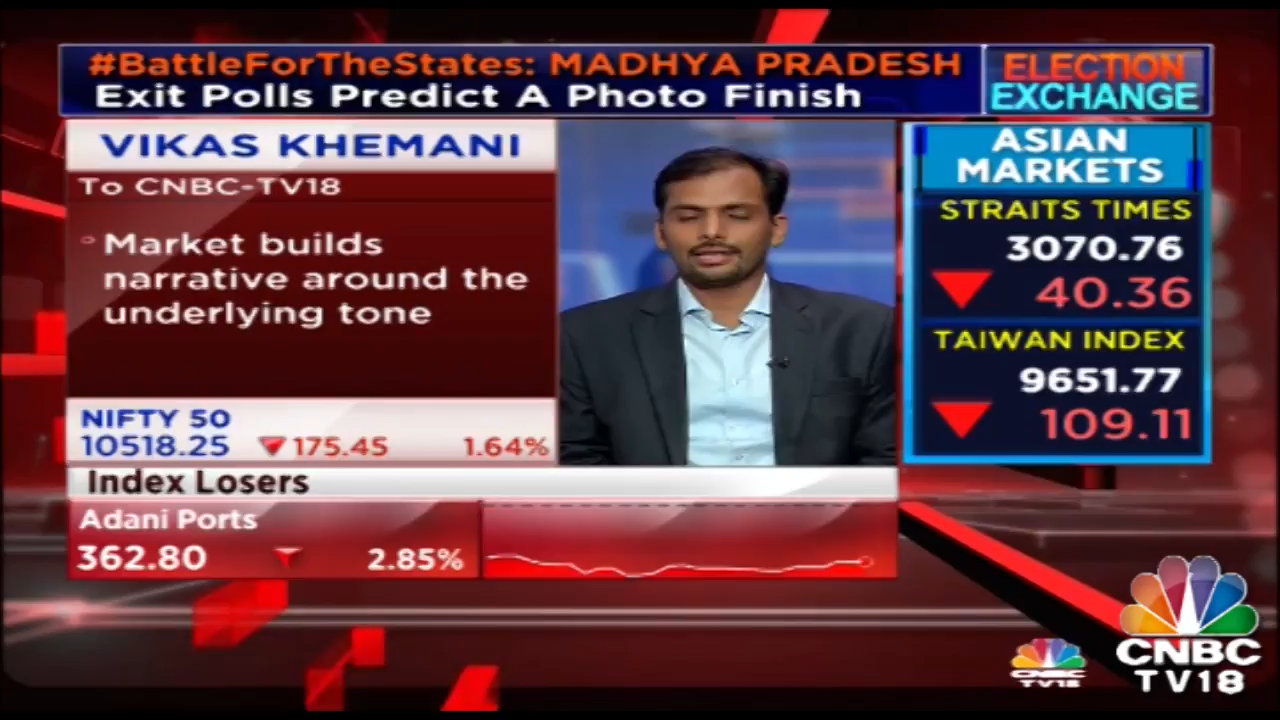 #BattleForTheStates: MADHYA PRADESH
Exit Polls Predict A Photo Finish
ELECTION
EXCHANGE
VIKAS KHEMANI
To CNBC-TV18
Market builds
narrative around the
underlying tone
NIFTY 50
10518.25 ▼175.45 1.64%
Index Losers
Adani Ports
362.80 ▼ 2.85%
ASIAN
MARKETS
STRAITS TIMES
3070.76
▼ 40.36
TAIWAN INDEX
9651.77
▼ 109.11
CNBC
TV18
CNBC
TV18